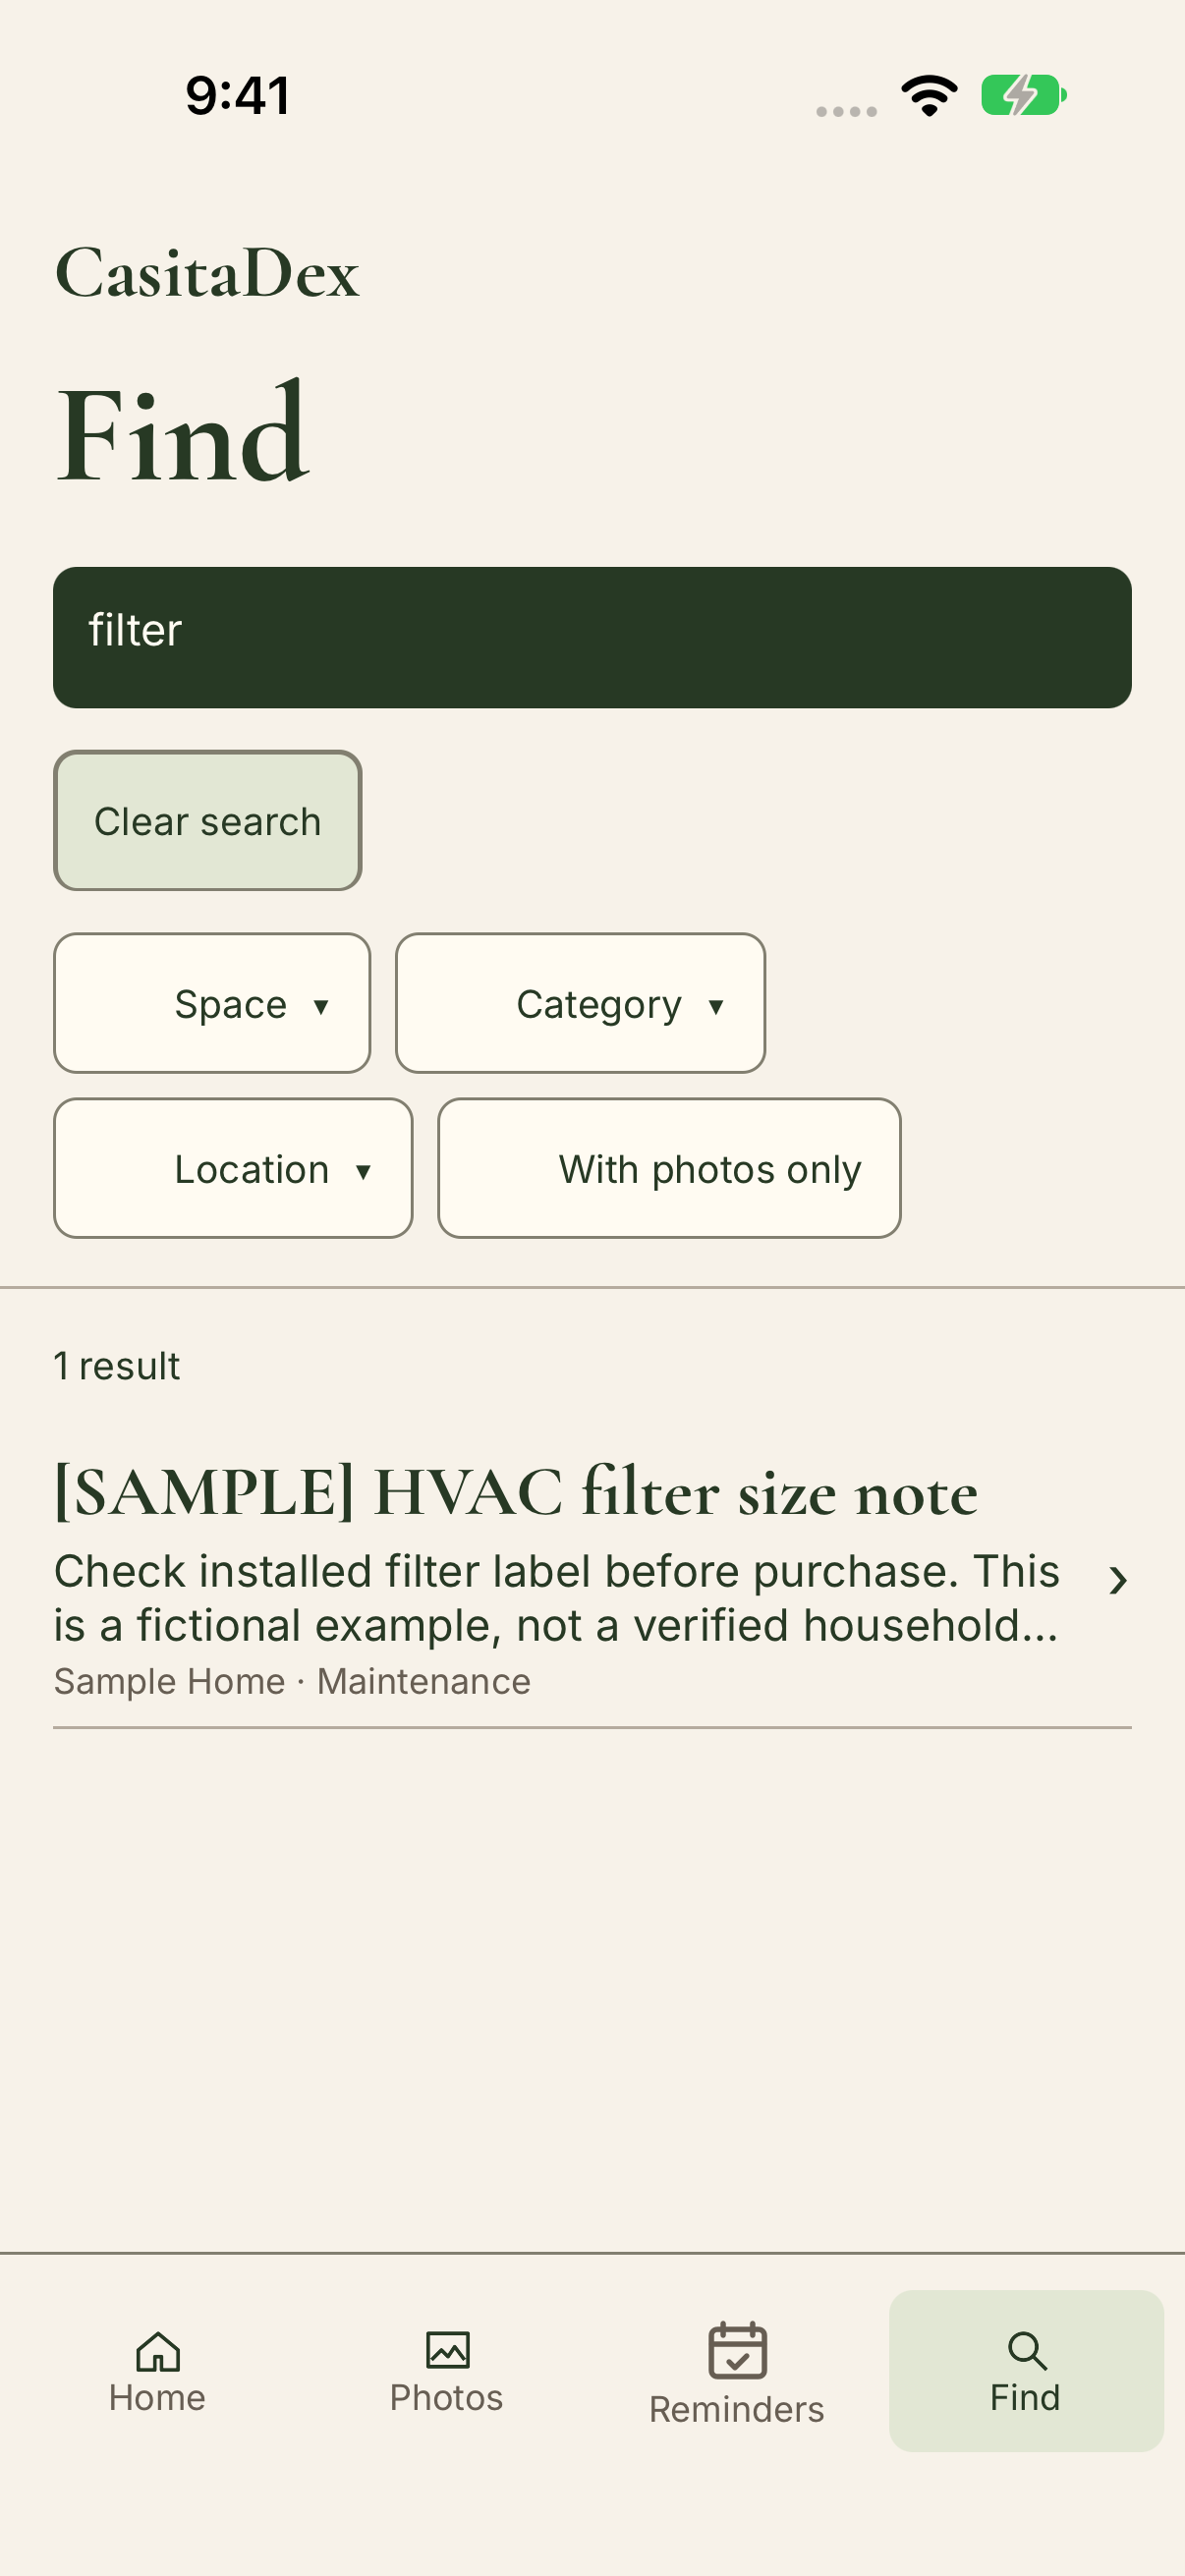 9:41
CasitaDex
Find
filter
Clear search
Space ▾
Category ▾
Location ▾
With photos only
1 result
[SAMPLE] HVAC filter size note
Check installed filter label before purchase. This
is a fictional example, not a verified household...
Sample Home · Maintenance
Home
Photos
Reminders
Find